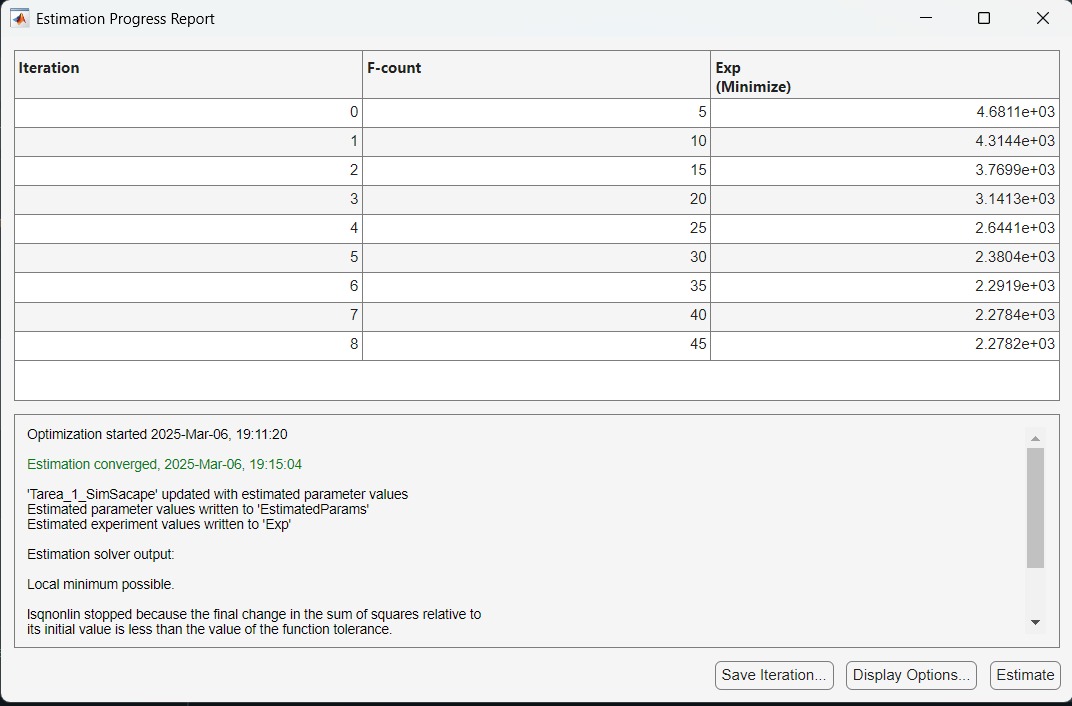 Estimation Progress Report
Iteration F-count Exp
(Minimize)
0 5 4.6811e+03
1 10 4.3144e+03
2 15 3.7699e+03
3 20 3.1413e+03
4 25 2.6441e+03
5 30 2.3804e+03
6 35 2.2919e+03
7 40 2.2784e+03
8 45 2.2782e+03
Optimization started 2025-Mar-06, 19:11:20
Estimation converged, 2025-Mar-06, 19:15:04
'Tarea_1_SimSacape' updated with estimated parameter values
Estimated parameter values written to 'EstimatedParams'
Estimated experiment values written to 'Exp'
Estimation solver output:
Local minimum possible.
lsqnonlin stopped because the final change in the sum of squares relative to
its initial value is less than the value of the function tolerance.
Save Iteration... Display Options... Estimate